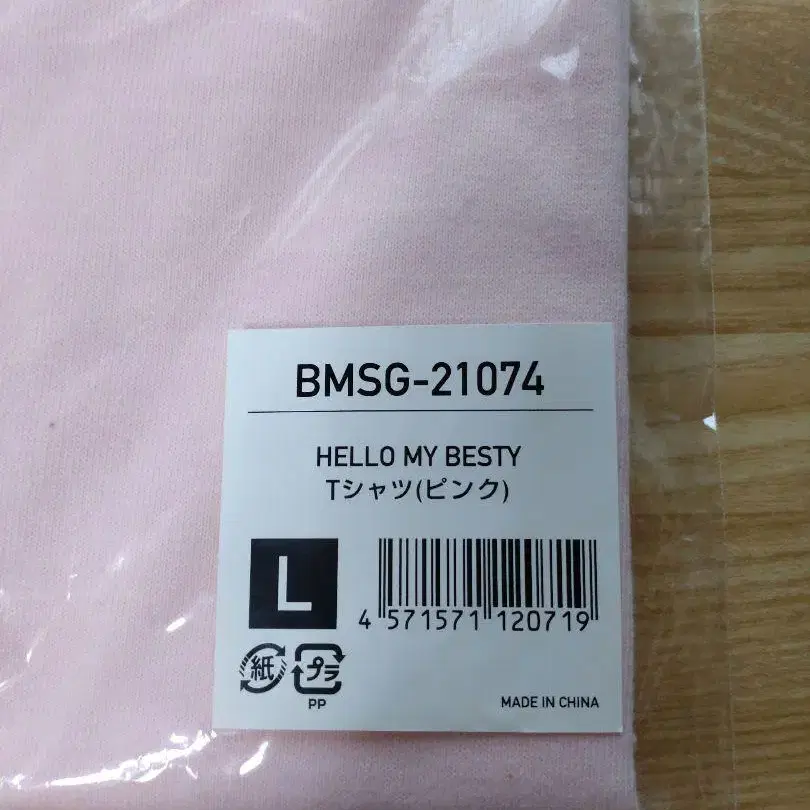 BMSG-21074
HELLO MY BESTY
Tシャツ(ピンク)
L
4 571571 120719
紙 プラ
PP
MADE IN CHINA